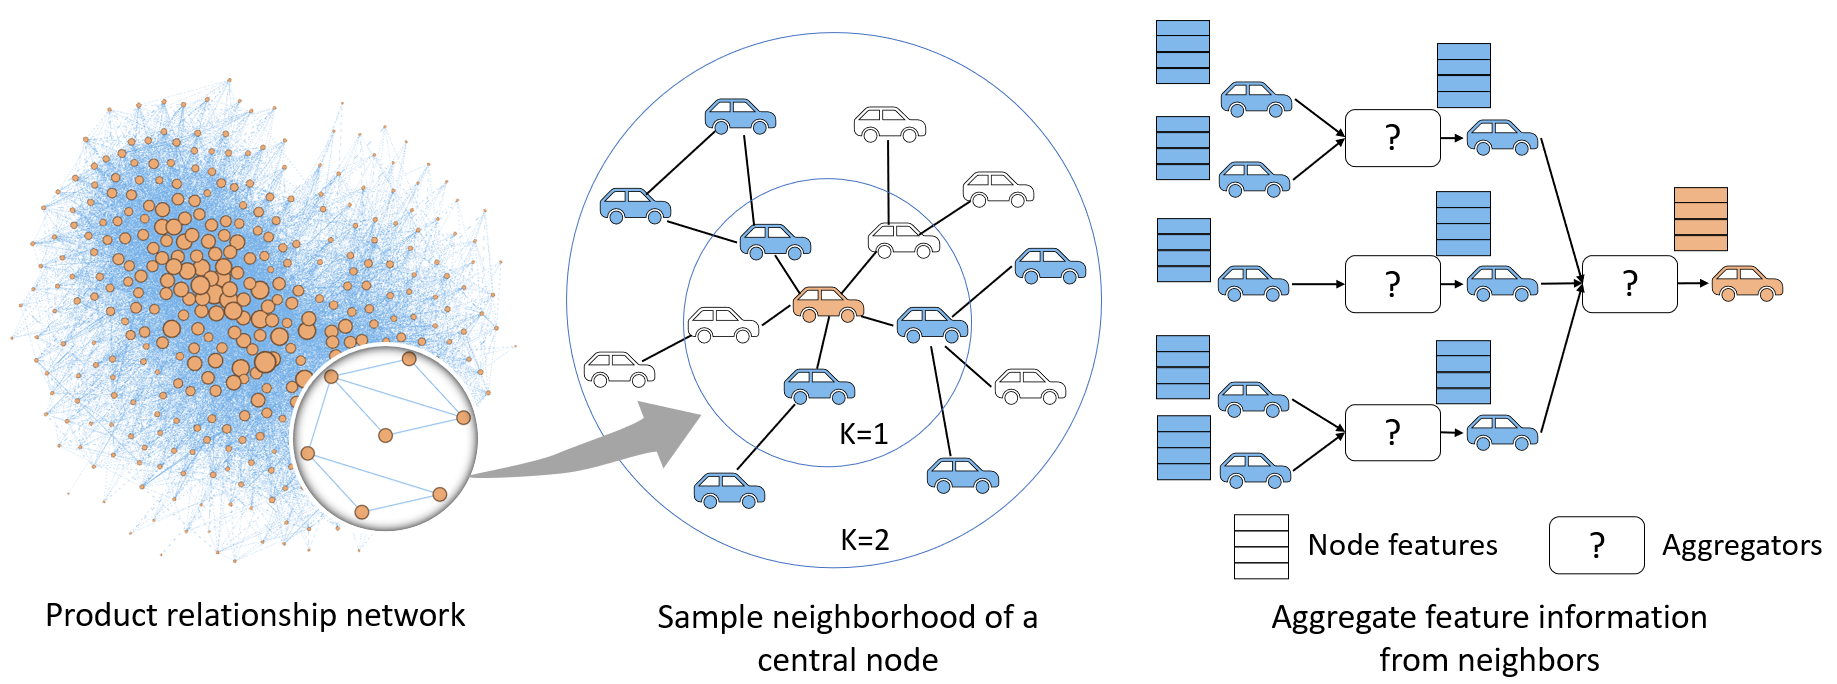 K=1
K=2
?
?
?
?
Node features
?
Aggregators
Product relationship network
Sample neighborhood of a
central node
Aggregate feature information
from neighbors